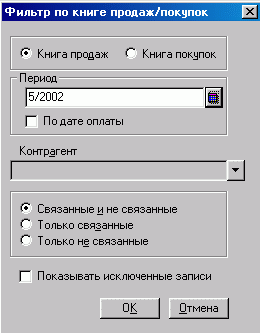 Фильтр по книге продаж/покупок
Книга продаж Книга покупок
Период
5/2002
По дате оплаты
Контрагент
Связанные и не связанные
Только связанные
Только не связанные
Показывать исключенные записи
OK Отмена